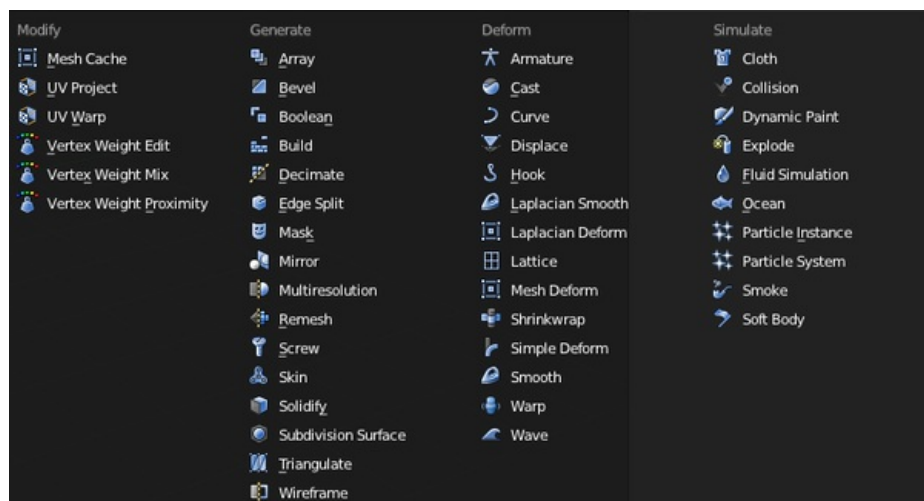 Modify
Mesh Cache
UV Project
UV Warp
Vertex Weight Edit
Vertex Weight Mix
Vertex Weight Proximity
Generate
Array
Bevel
Boolean
Build
Decimate
Edge Split
Mask
Mirror
Multiresolution
Remesh
Screw
Skin
Solidify
Subdivision Surface
Triangulate
Wireframe
Deform
Armature
Cast
Curve
Displace
Hook
Laplacian Smooth
Laplacian Deform
Lattice
Mesh Deform
Shrinkwrap
Simple Deform
Smooth
Warp
Wave
Simulate
Cloth
Collision
Dynamic Paint
Explode
Fluid Simulation
Ocean
Particle Instance
Particle System
Smoke
Soft Body